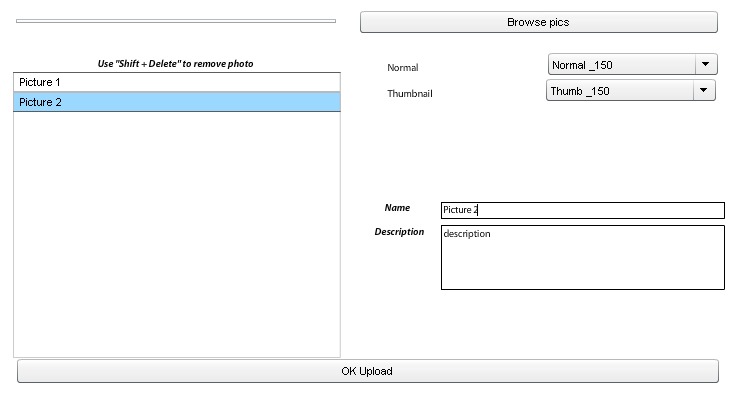 Browse pics
Use "Shift + Delete" to remove photo
Picture 1
Picture 2
Normal
Normal _150
Thumbnail
Thumb _150
Name
Picture 2
Description
description
OK Upload